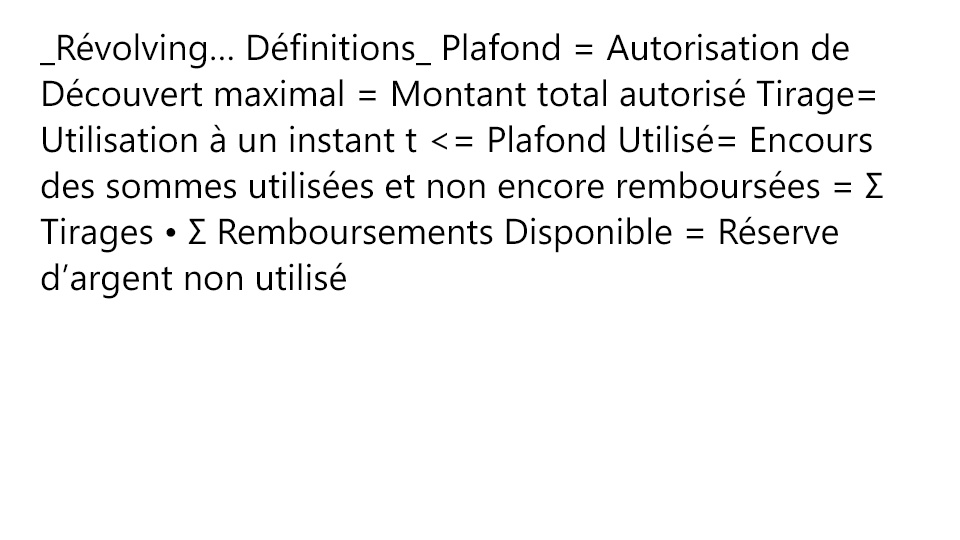 _Révolving... Définitions_ Plafond = Autorisation de
Découvert maximal = Montant total autorisé Tirage=
Utilisation à un instant t <= Plafond Utilisé= Encours
des sommes utilisées et non encore remboursées = Σ
Tirages • Σ Remboursements Disponible = Réserve
d’argent non utilisé